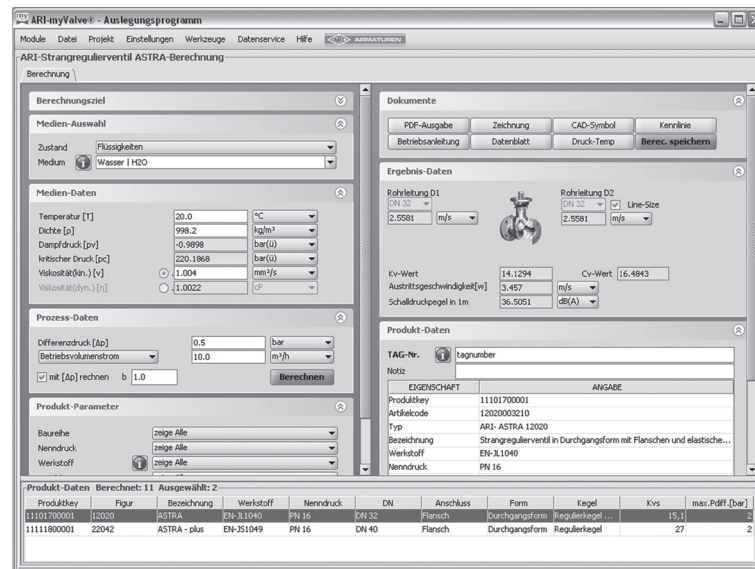 my ARI-myValve® - Auslegungsprogramm
Module Datei Projekt Einstellungen Werkzeuge Datenservice Hilfe ARI ARMATUREN
ARI-Strangregulierventil ASTRA-Berechnung
Berechnung
Berechnungsziel
Medien-Auswahl
Zustand Flüssigkeiten
Medium Wasser | H2O
Medien-Daten
Temperatur [T] 20.0 °C
Dichte [ρ] 998.2 kg/m³
Dampfdruck [pv] -0.9898 bar(ü)
kritischer Druck [pc] 220.1868 bar(ü)
Viskosität(kin.) [ν] 1.004 mm²/s
Viskosität(dyn.) [η] 1.0022 cP
Prozess-Daten
Differenzdruck [Δp] 0.5 bar
Betriebsvolumenstrom 10.0 m³/h
mit [Δp] rechnen b 1.0 Berechnen
Produkt-Parameter
Baureihe zeige Alle
Nenndruck zeige Alle
Werkstoff zeige Alle
Dokumente
PDF-Ausgabe Zeichnung CAD-Symbol Kennlinie
Betriebsanleitung Datenblatt Druck-Temp Berec. speichern
Ergebnis-Daten
Rohrleitung D1 Rohrleitung D2
DN 32 DN 32 Line-Size
2.5581 m/s 2.5581 m/s
Kv-Wert 14.1294 Cv-Wert 16.4843
Austrittsgeschwindigkeit[w] 3.457 m/s
Schalldruckpegel in 1m 36.5051 dB(A)
Produkt-Daten
TAG-Nr. tagnumber
Notiz
EIGENSCHAFT ANGABE
Produktkey 11101700001
Artikelcode 12020003210
Typ ARI- ASTRA 12020
Bezeichnung Strangregulierventil in Durchgangsform mit Flanschen und elastische...
Werkstoff EN-JL1040
Nenndruck PN 16
Produkt-Daten Berechnet: 11 Ausgewählt: 2
Produktkey Figur Bezeichnung Werkstoff Nenndruck DN Anschluss Form Kegel Kvs max.Pdiff.[bar]
11101700001 12020 ASTRA EN-JL1040 PN 16 DN 32 Flansch Durchgangsform Regulierkegel ... 15,1 2
11111800001 22042 ASTRA - plus EN-JS1049 PN 16 DN 40 Flansch Durchgangsform Regulierkegel 27 2